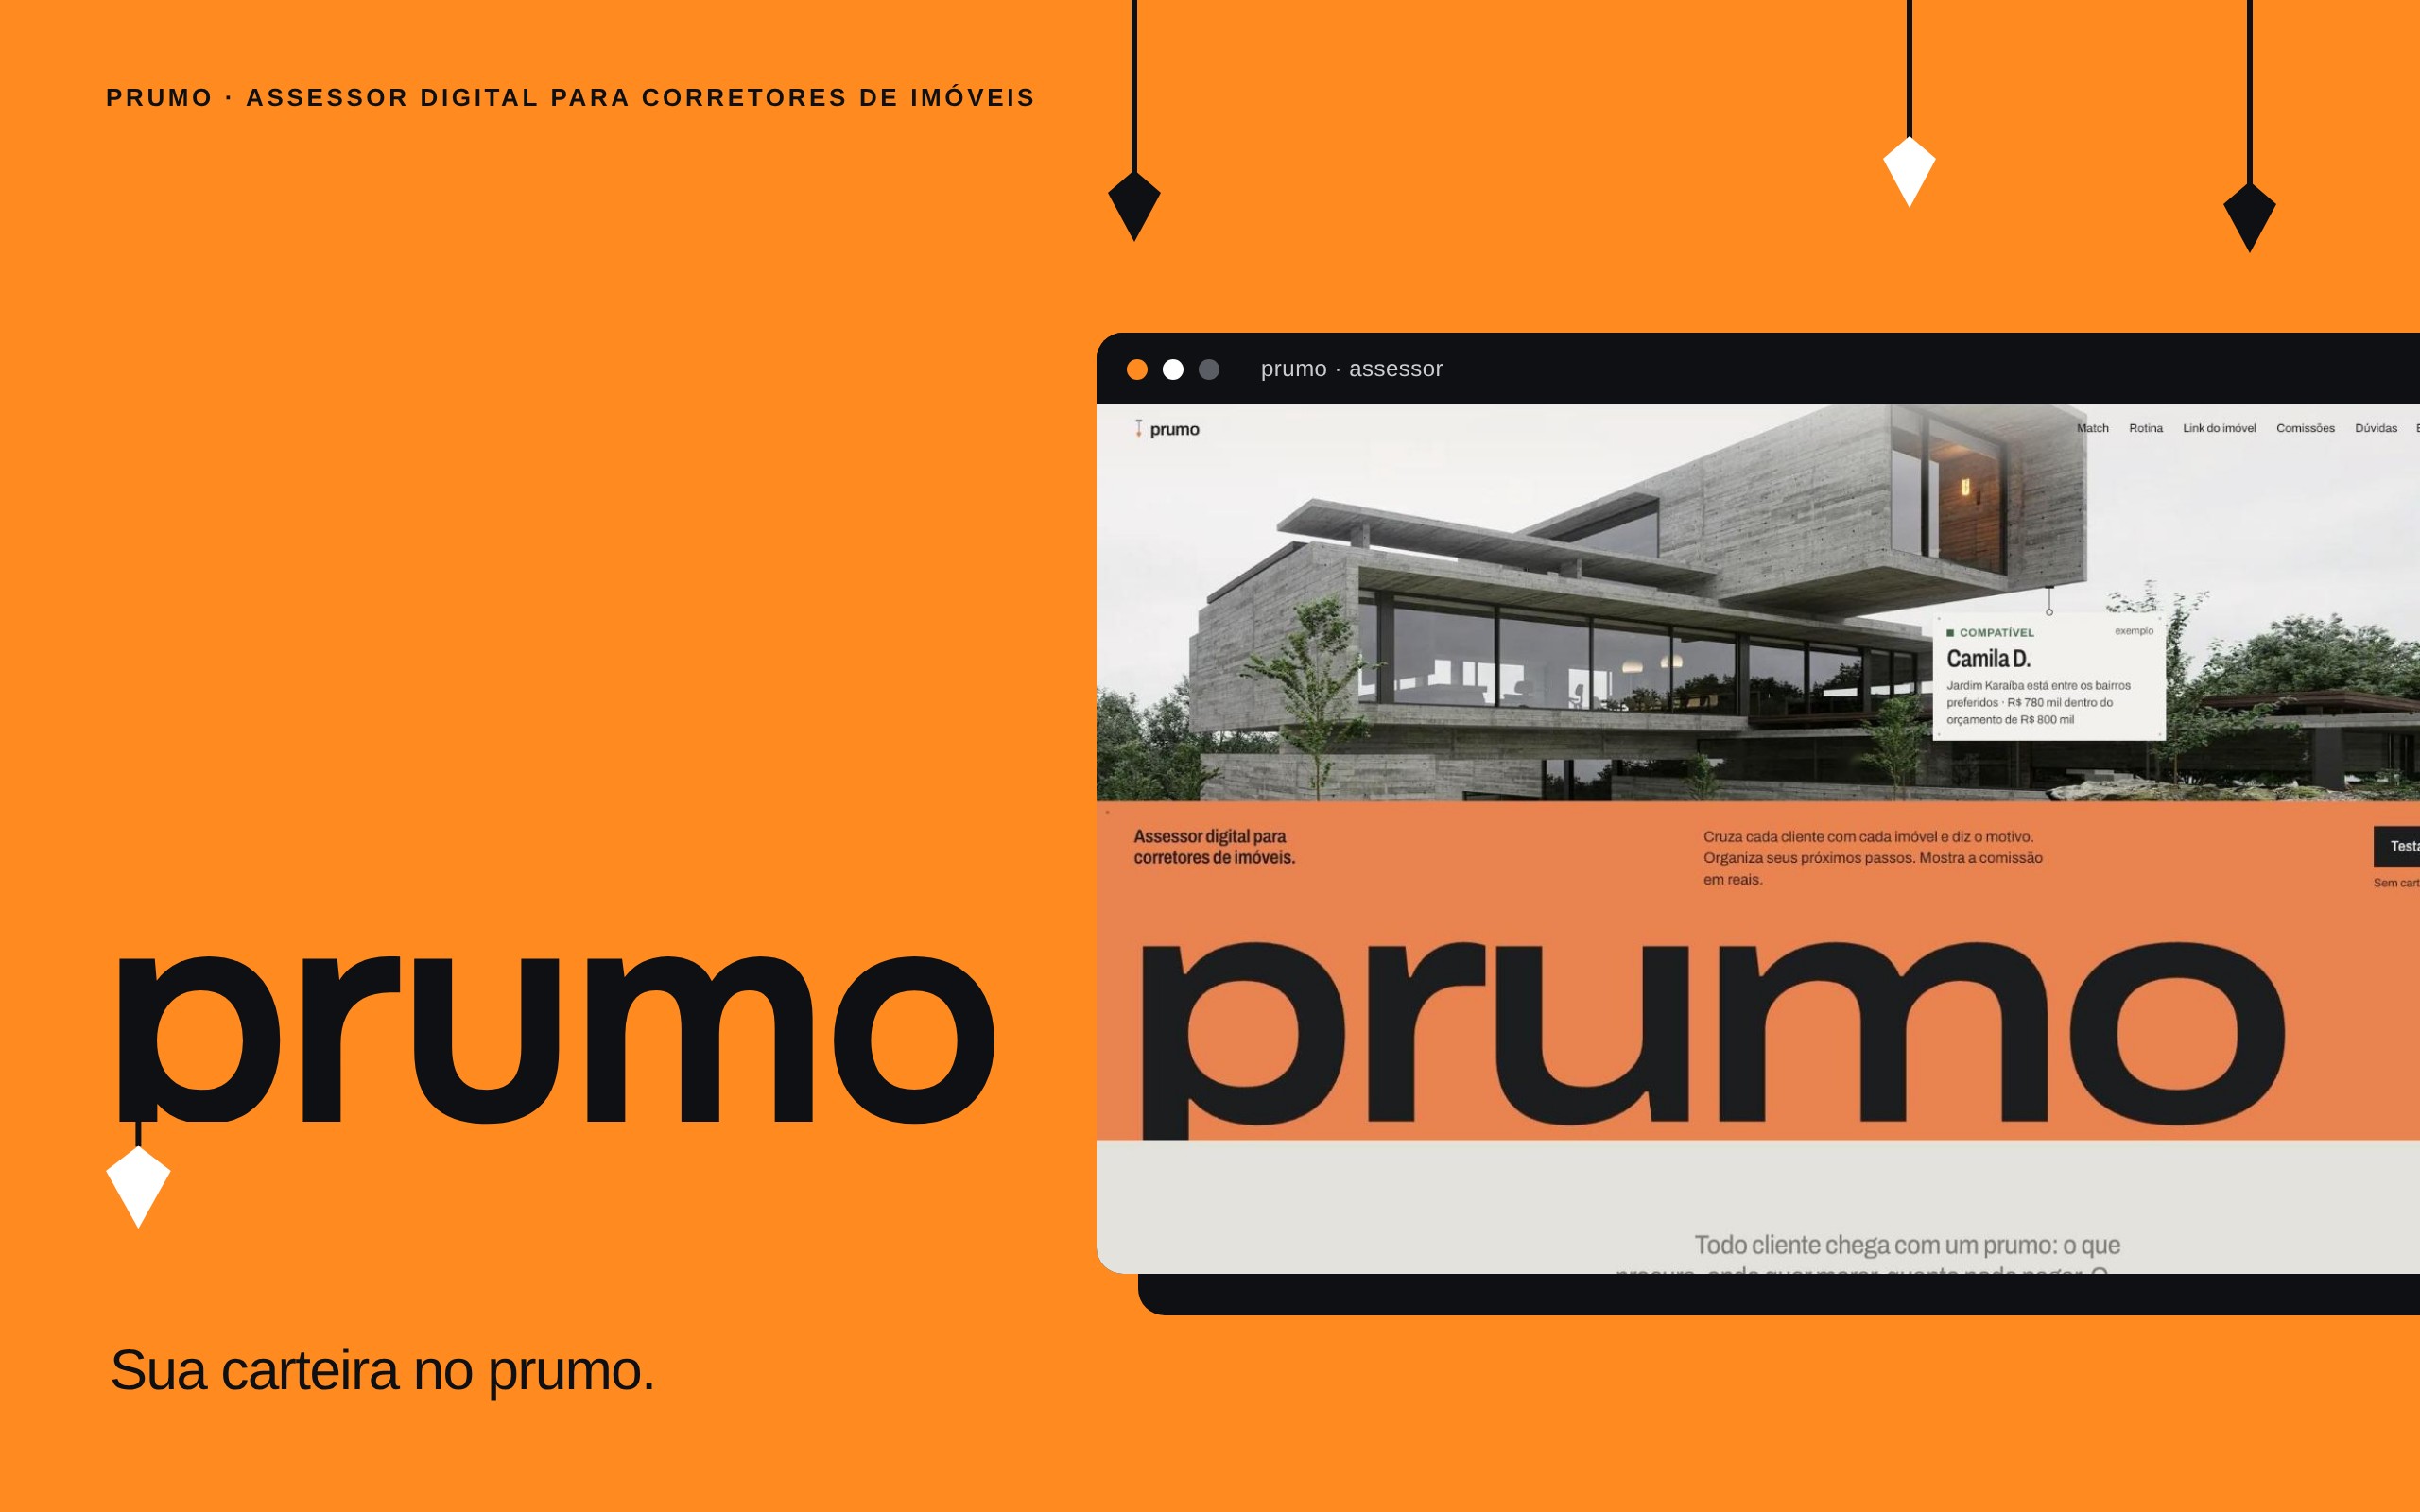 PRUMO · ASSESSOR DIGITAL PARA CORRETORES DE IMÓVEIS
prumo · assessor
prumo
Match Rotina Link do imóvel Comissões Dúvidas
COMPATÍVEL exemplo
Camila D.
Jardim Karaíba está entre os bairros
preferidos · R$ 780 mil dentro do
orçamento de R$ 800 mil
Assessor digital para
corretores de imóveis.
Cruza cada cliente com cada imóvel e diz o motivo.
Organiza seus próximos passos. Mostra a comissão
em reais.
Sem
prumo
prumo
Todo cliente chega com um prumo: o que
Sua carteira no prumo.